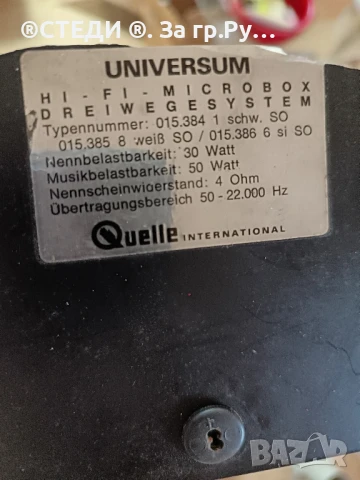 ®СТЕДИ ®. За гр.Ру...
UNIVERSUM
HI-FI-MICROBOX
DREIWEGESYSTEM
Typennummer: 015.384 1 schw. SO
015.385 8 weiß SO / 015.386 6 si SO
Nennbelastbarkeit: 30 Watt
Musikbelastbarkeit: 50 Watt
Nennscheinwiderstand: 4 Ohm
Übertragungsbereich 50-22.000 Hz
Quelle INTERNATIONAL
BAZAR